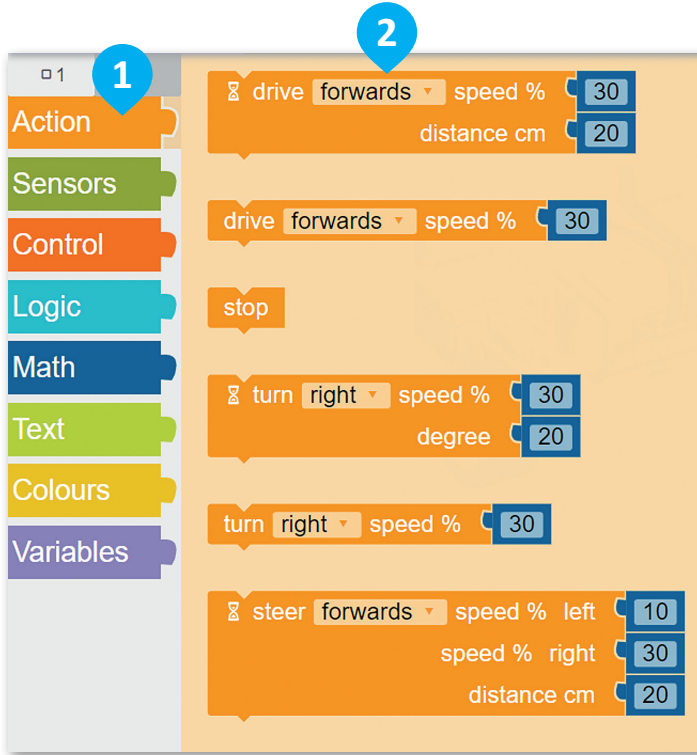 1
2
1
Action
Sensors
Control
Logic
Math
Text
Colours
Variables
drive forwards speed % 30
distance cm 20
drive forwards speed % 30
stop
turn right speed % 30
degree 20
turn right speed % 30
steer forwards speed % left 10
speed % right 30
distance cm 20